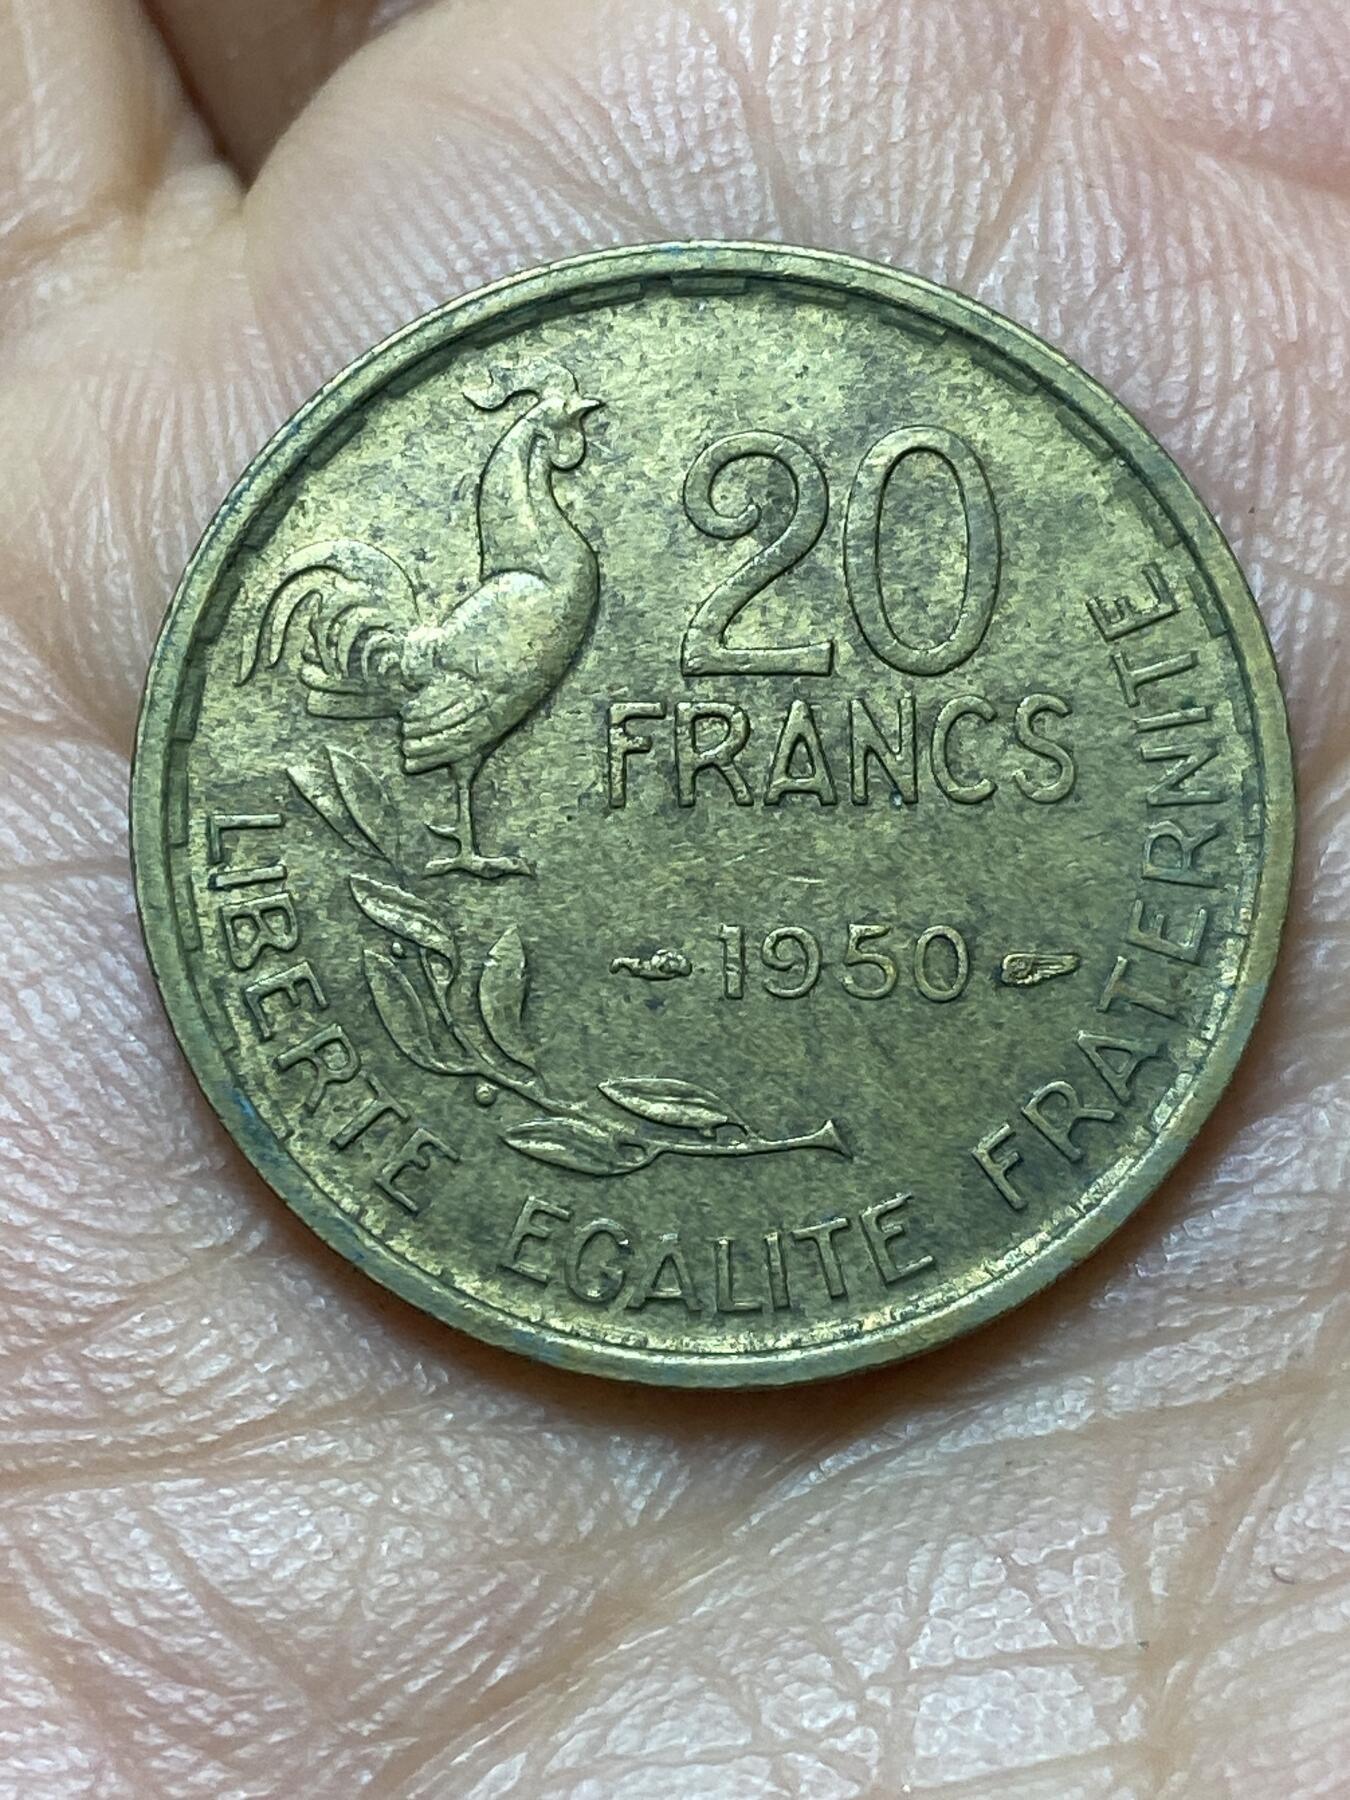 20
FRANCS
1950
LIBERTE EGALITE FRATERNITE